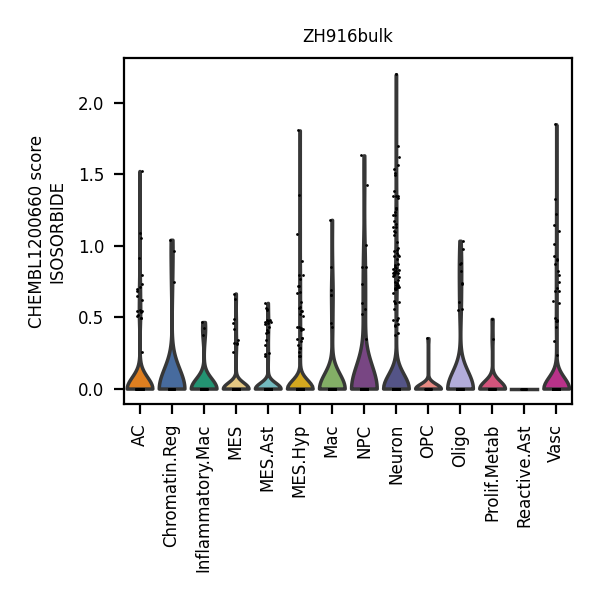 ZH916bulk
CHEMBL1200660 score
ISOSORBIDE
2.0
1.5
1.0
0.5
0.0
AC
Chromatin.Reg
Inflammatory.Mac
MES
MES.Ast
MES.Hyp
Mac
NPC
Neuron
OPC
Oligo
Prolif.Metab
Reactive.Ast
Vasc